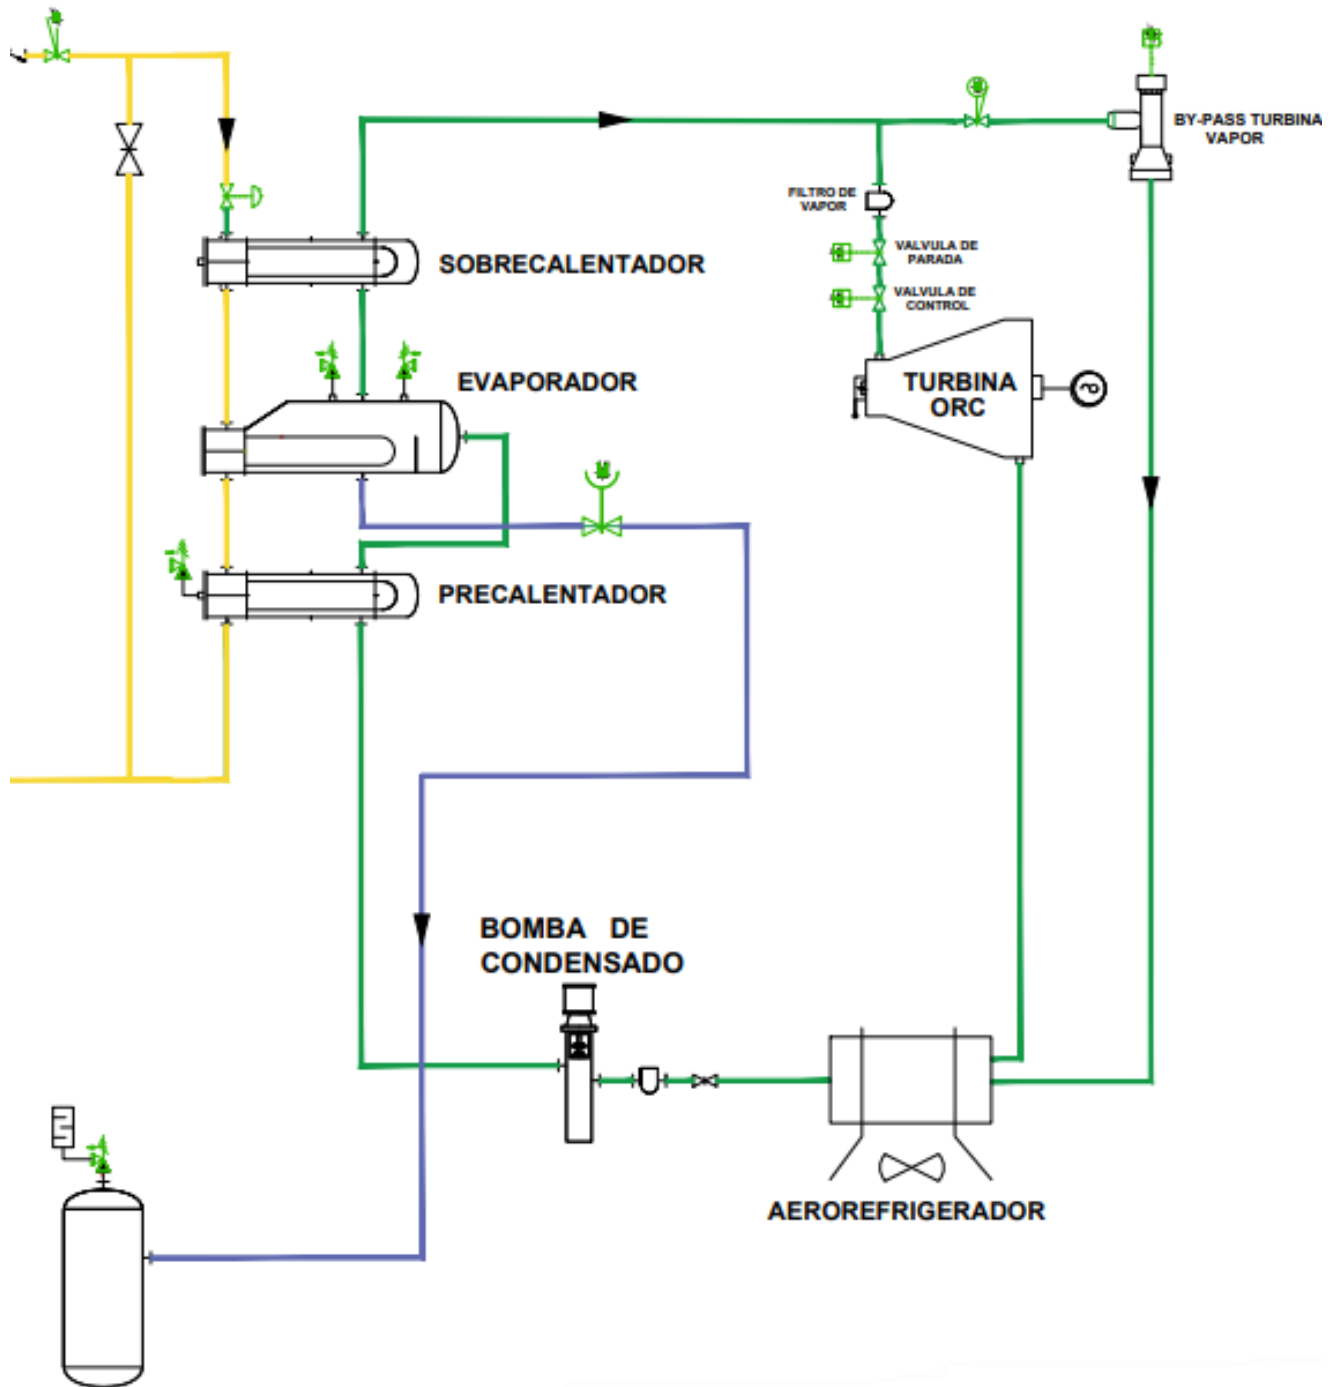 BY-PASS TURBINA
VAPOR
FILTRO DE
VAPOR
VALVULA DE
PARADA
SOBRECALENTADOR
VALVULA DE
CONTROL
EVAPORADOR
TURBINA
ORC
PRECALENTADOR
BOMBA DE
CONDENSADO
AEROREFRIGERADOR